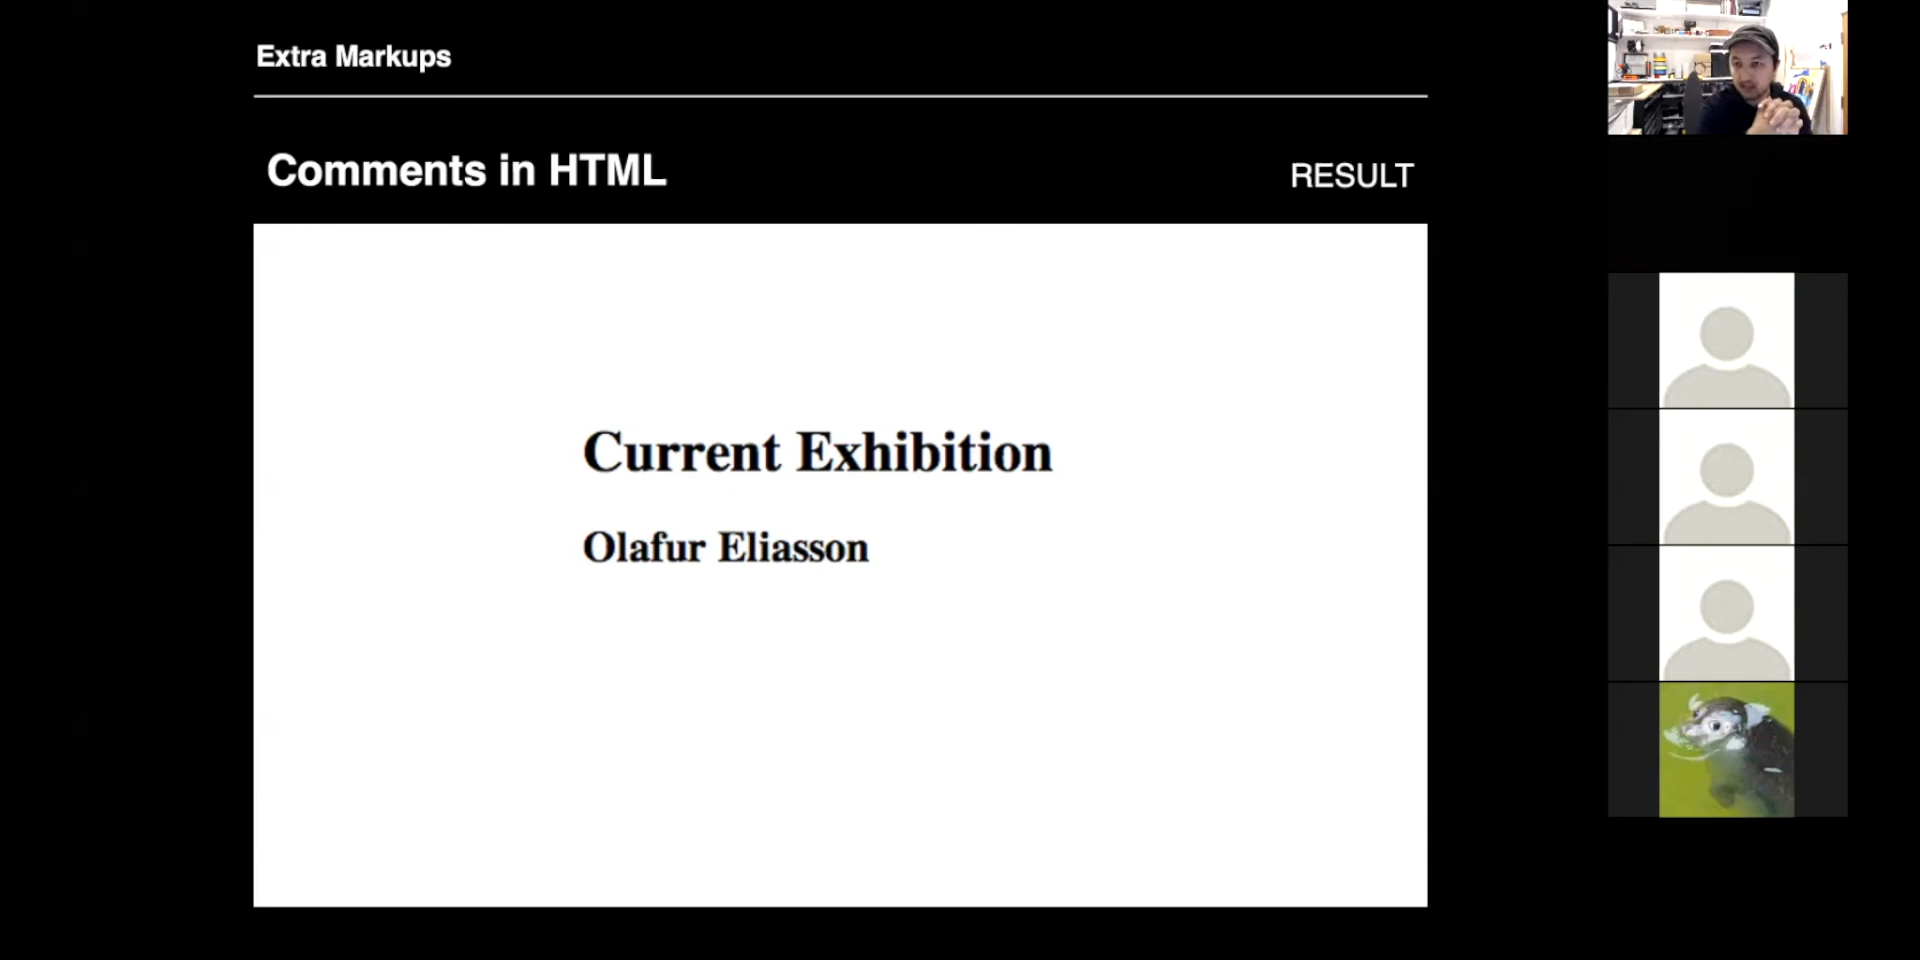 Extra Markups
Comments in HTML
RESULT
Current Exhibition
Olafur Eliasson